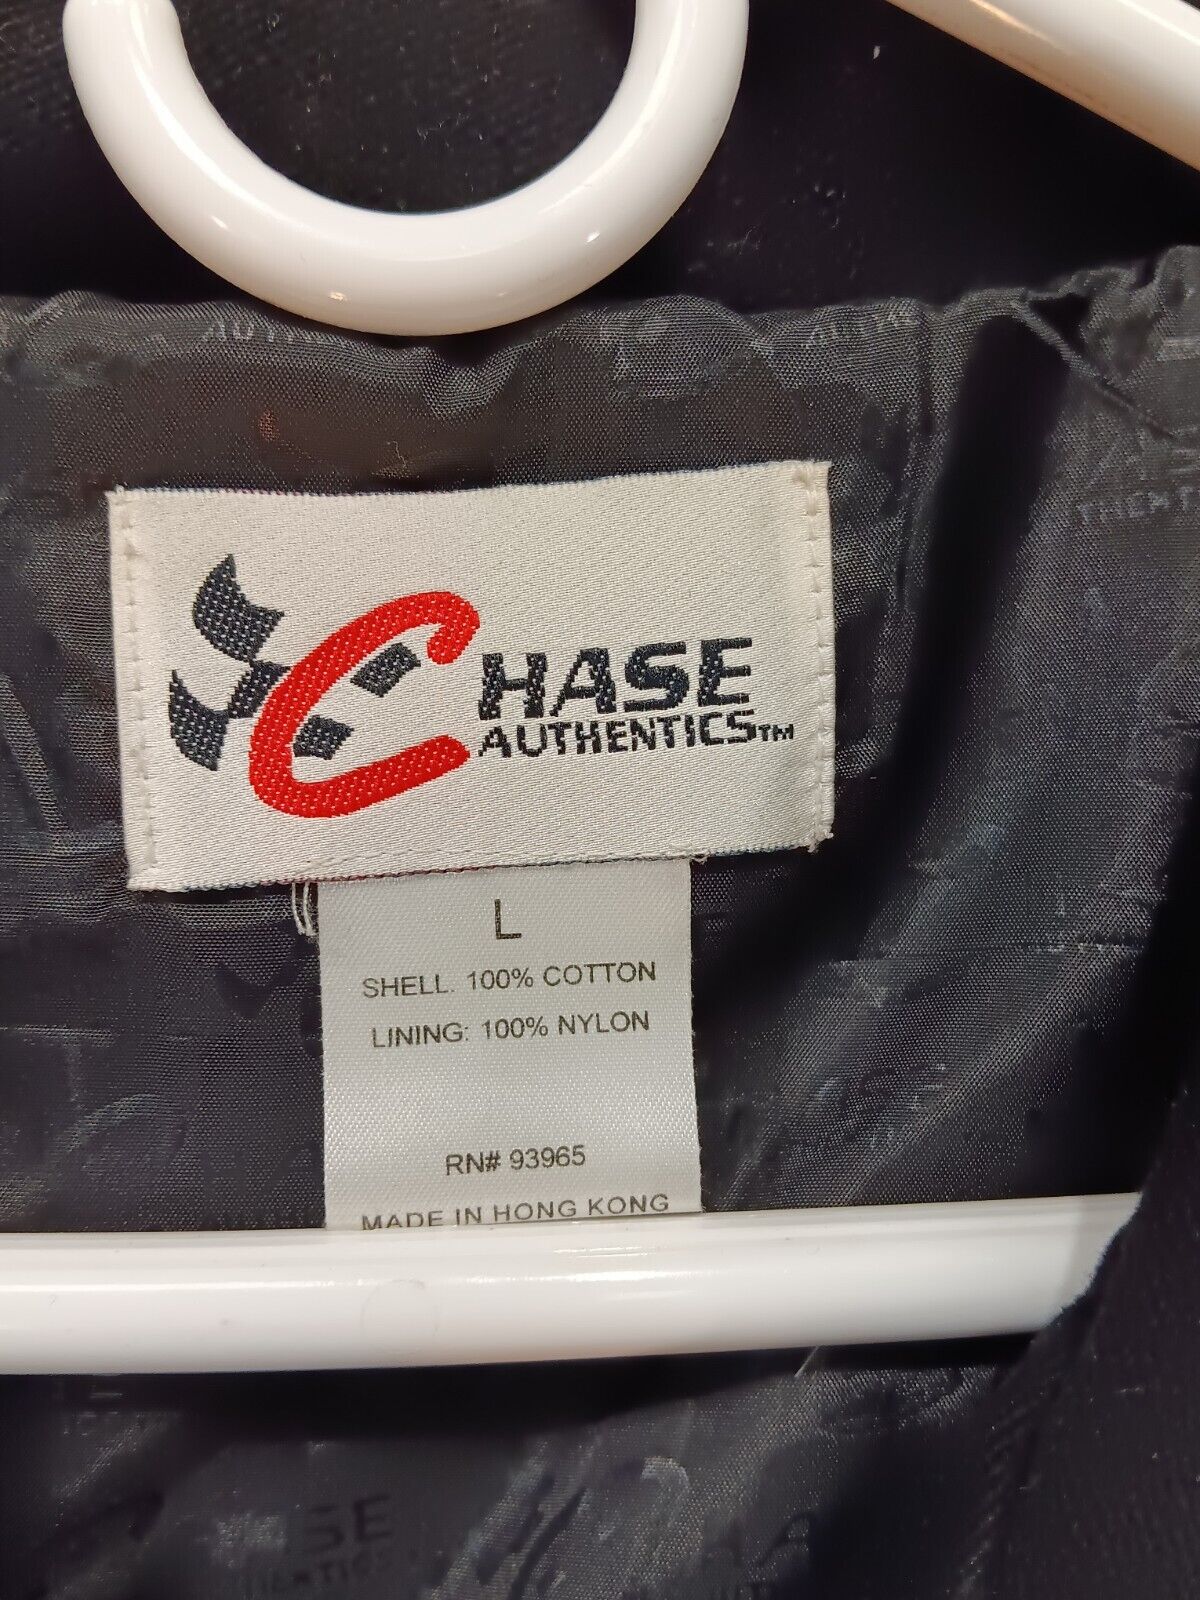 CHASE
AUTHENTICS™
L
SHELL. 100% COTTON
LINING: 100% NYLON
RN# 93965
MADE IN HONG KONG